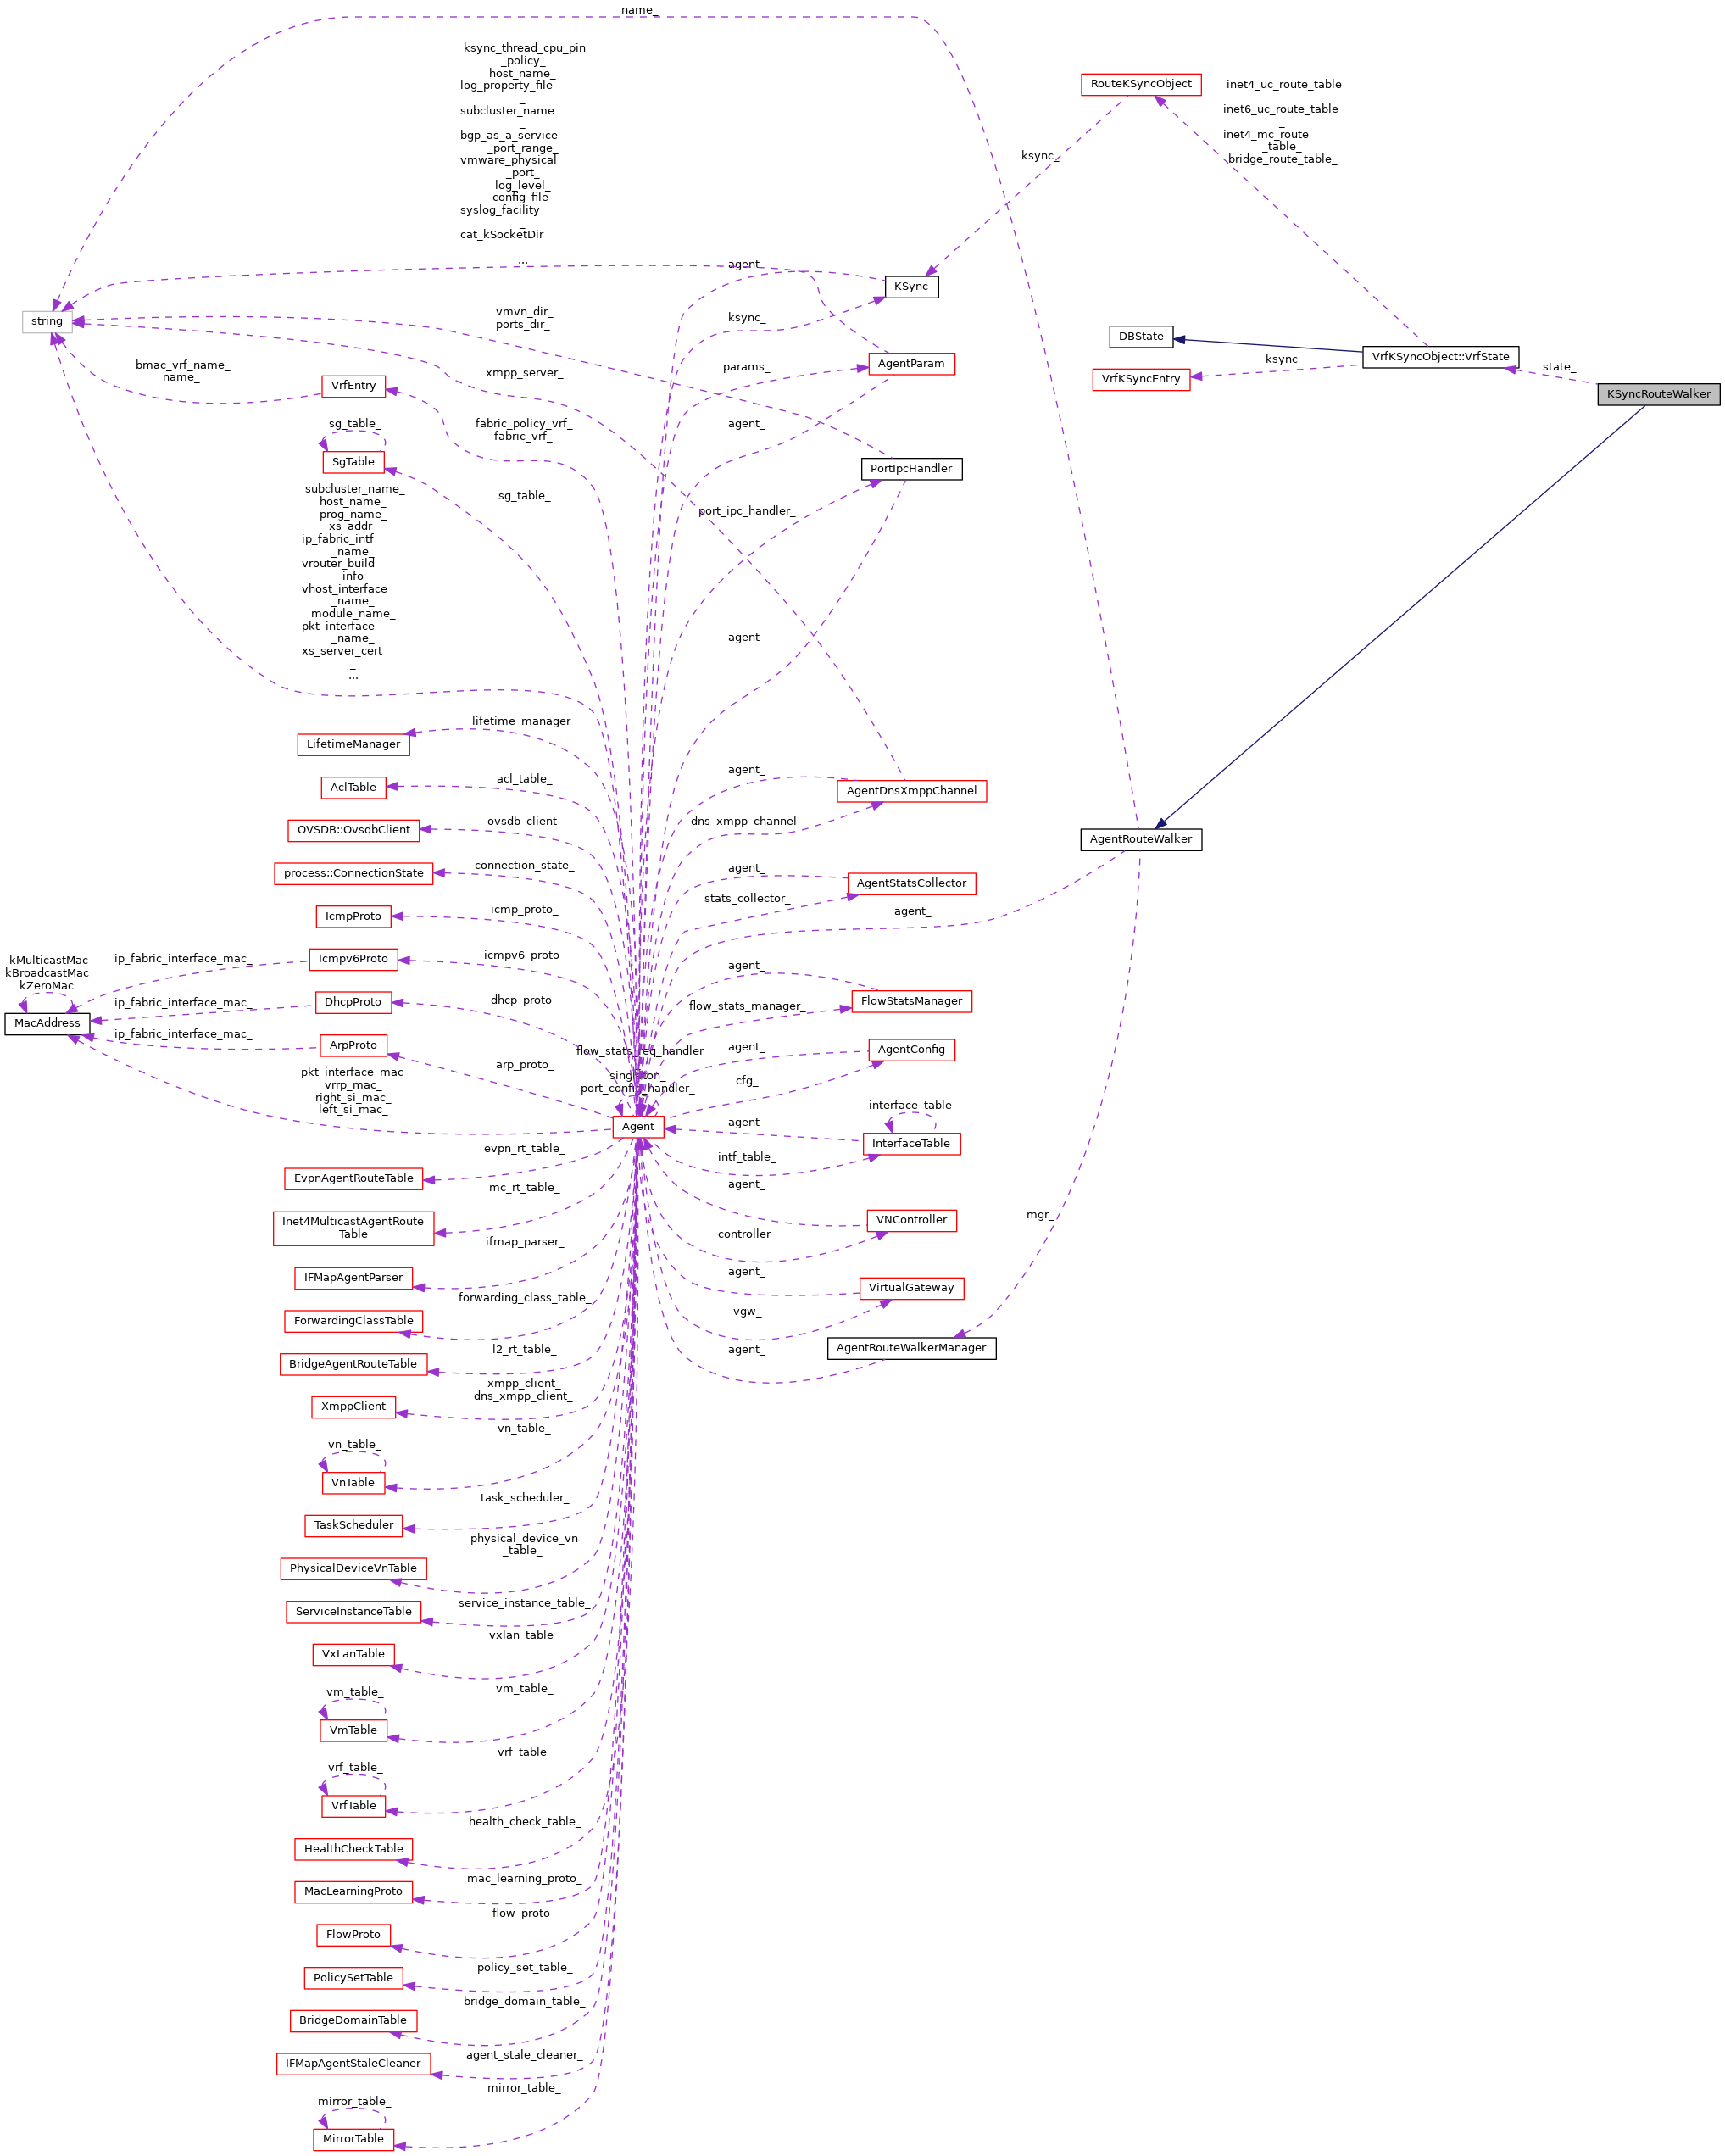 name_
ksync_thread_cpu_pin
_policy_
host_name_
log_property_file
_
subcluster_name
_
bgp_as_a_service
_port_range_
vmware_physical
_port_
log_level_
config_file_
syslog_facility
_
cat_kSocketDir
_
...
RouteKSyncObject
inet4_uc_route_table
_
inet6_uc_route_table
_
inet4_mc_route
_table_
bridge_route_table_
ksync_
agent_
KSync
string
vmvn_dir_
ports_dir_
ksync_
DBState
VrfKSyncObject::VrfState
ksync_
state_
bmac_vrf_name_
name_
xmpp_server_
params_
AgentParam
VrfKSyncEntry
VrfEntry
KSyncRouteWalker
sg_table_
fabric_policy_vrf_
fabric_vrf_
agent_
SgTable
PortIpcHandler
subcluster_name_
host_name_
prog_name_
xs_addr_
ip_fabric_intf
_name_
vrouter_build
_info_
vhost_interface
_name_
module_name_
pkt_interface
_name_
xs_server_cert
_
...
sg_table_
port_ipc_handler_
agent_
lifetime_manager_
LifetimeManager
acl_table_
agent_
AclTable
AgentDnsXmppChannel
ovsdb_client_
dns_xmpp_channel_
OVSDB::OvsdbClient
AgentRouteWalker
connection_state_
agent_
process::ConnectionState
AgentStatsCollector
stats_collector_
icmp_proto_
agent_
IcmpProto
kMulticastMac
kBroadcastMac
kZeroMac
ip_fabric_interface_mac_
Icmpv6Proto
icmpv6_proto_
agent_
ip_fabric_interface_mac_
DhcpProto
dhcp_proto_
flow_stats_manager_
FlowStatsManager
MacAddress
ip_fabric_interface_mac_
ArpProto
flow_stats_req_handler
agent_
AgentConfig
arp_proto_
singleton_
port_config_handler_
cfg_
pkt_interface_mac_
vrrp_mac_
right_si_mac_
left_si_mac_
interface_table_
Agent
agent_
InterfaceTable
evpn_rt_table_
intf_table_
EvpnAgentRouteTable
mc_rt_table_
agent_
Inet4MulticastAgentRoute
Table
VNController
mgr_
controller_
ifmap_parser_
IFMapAgentParser
agent_
VirtualGateway
forwarding_class_table_
vgw_
ForwardingClassTable
l2_rt_table_
agent_
AgentRouteWalkerManager
BridgeAgentRouteTable
xmpp_client_
dns_xmpp_client_
XmppClient
vn_table_
vn_table_
VnTable
task_scheduler_
TaskScheduler
physical_device_vn
_table_
PhysicalDeviceVnTable
service_instance_table_
ServiceInstanceTable
vxlan_table_
VxLanTable
vm_table_
vm_table_
VmTable
vrf_table_
vrf_table_
VrfTable
health_check_table_
HealthCheckTable
mac_learning_proto_
MacLearningProto
flow_proto_
FlowProto
policy_set_table_
PolicySetTable
bridge_domain_table_
BridgeDomainTable
agent_stale_cleaner_
IFMapAgentStaleCleaner
mirror_table_
mirror_table_
MirrorTable